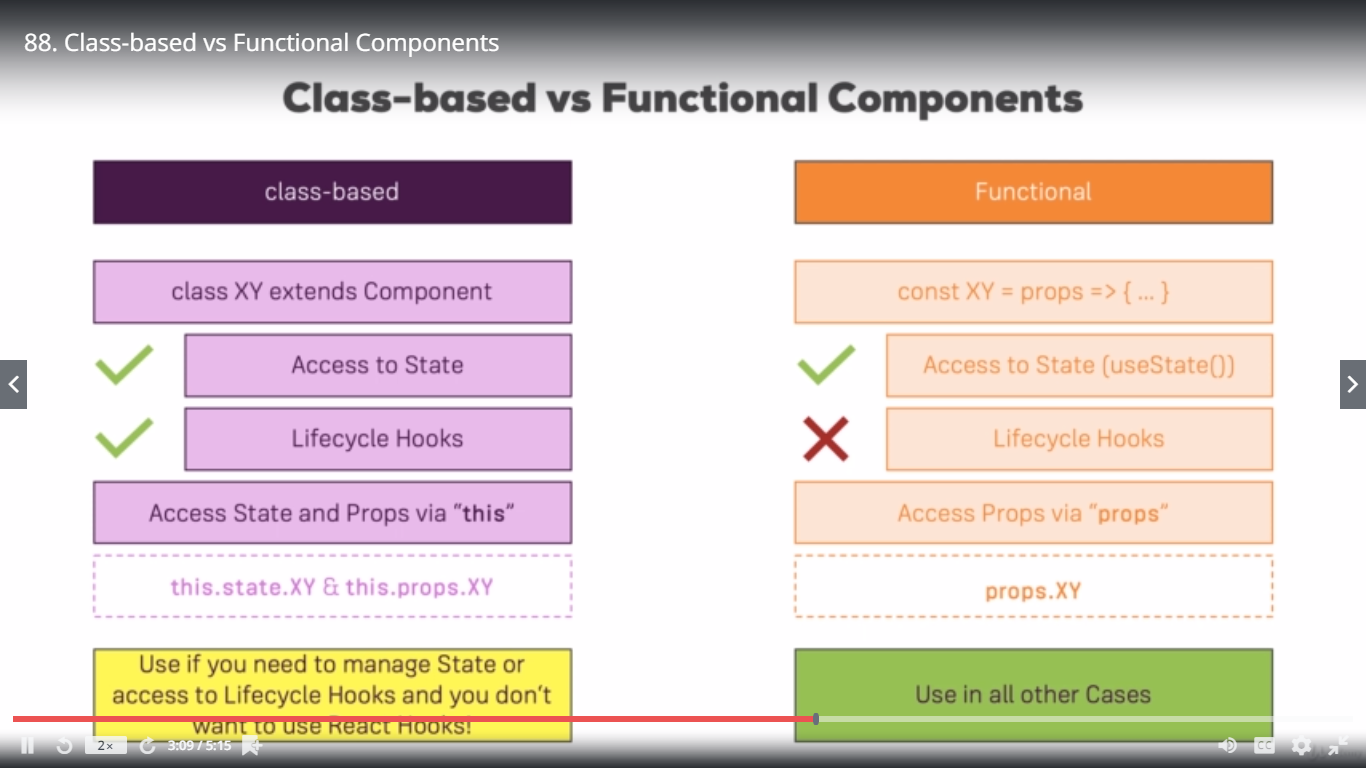 88. Class-based vs Functional Components
Class-based vs Functional Components
class-based
Functional
class XY extends Component
const XY = props => { ... }
Access to State
Access to State (useState())
Lifecycle Hooks
Lifecycle Hooks
Access State and Props via “this”
Access Props via “props”
this.state.XY & this.props.XY
props.XY
Use if you need to manage State or
access to Lifecycle Hooks and you don’t
want to use React Hooks!
Use in all other Cases
2x
3:09 / 5:15
CC